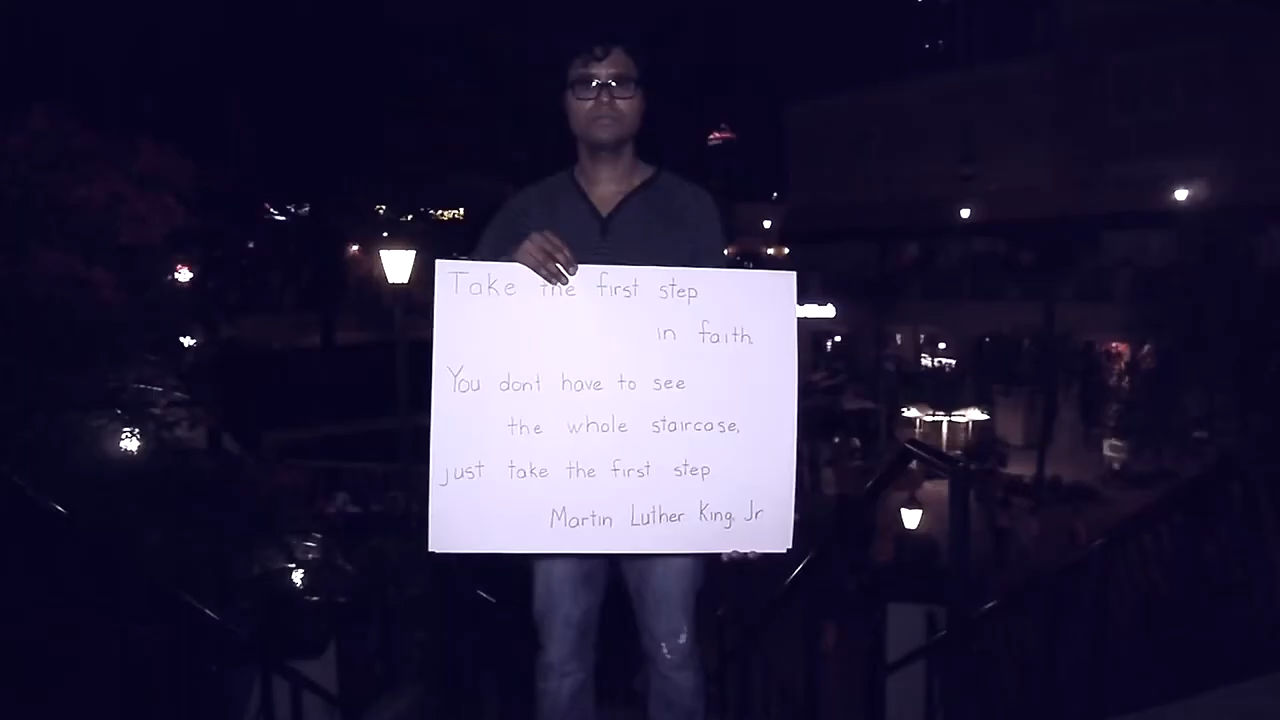 Take the first step
in faith
You dont have to see
the whole staircase,
just take the first step
Martin Luther King, Jr